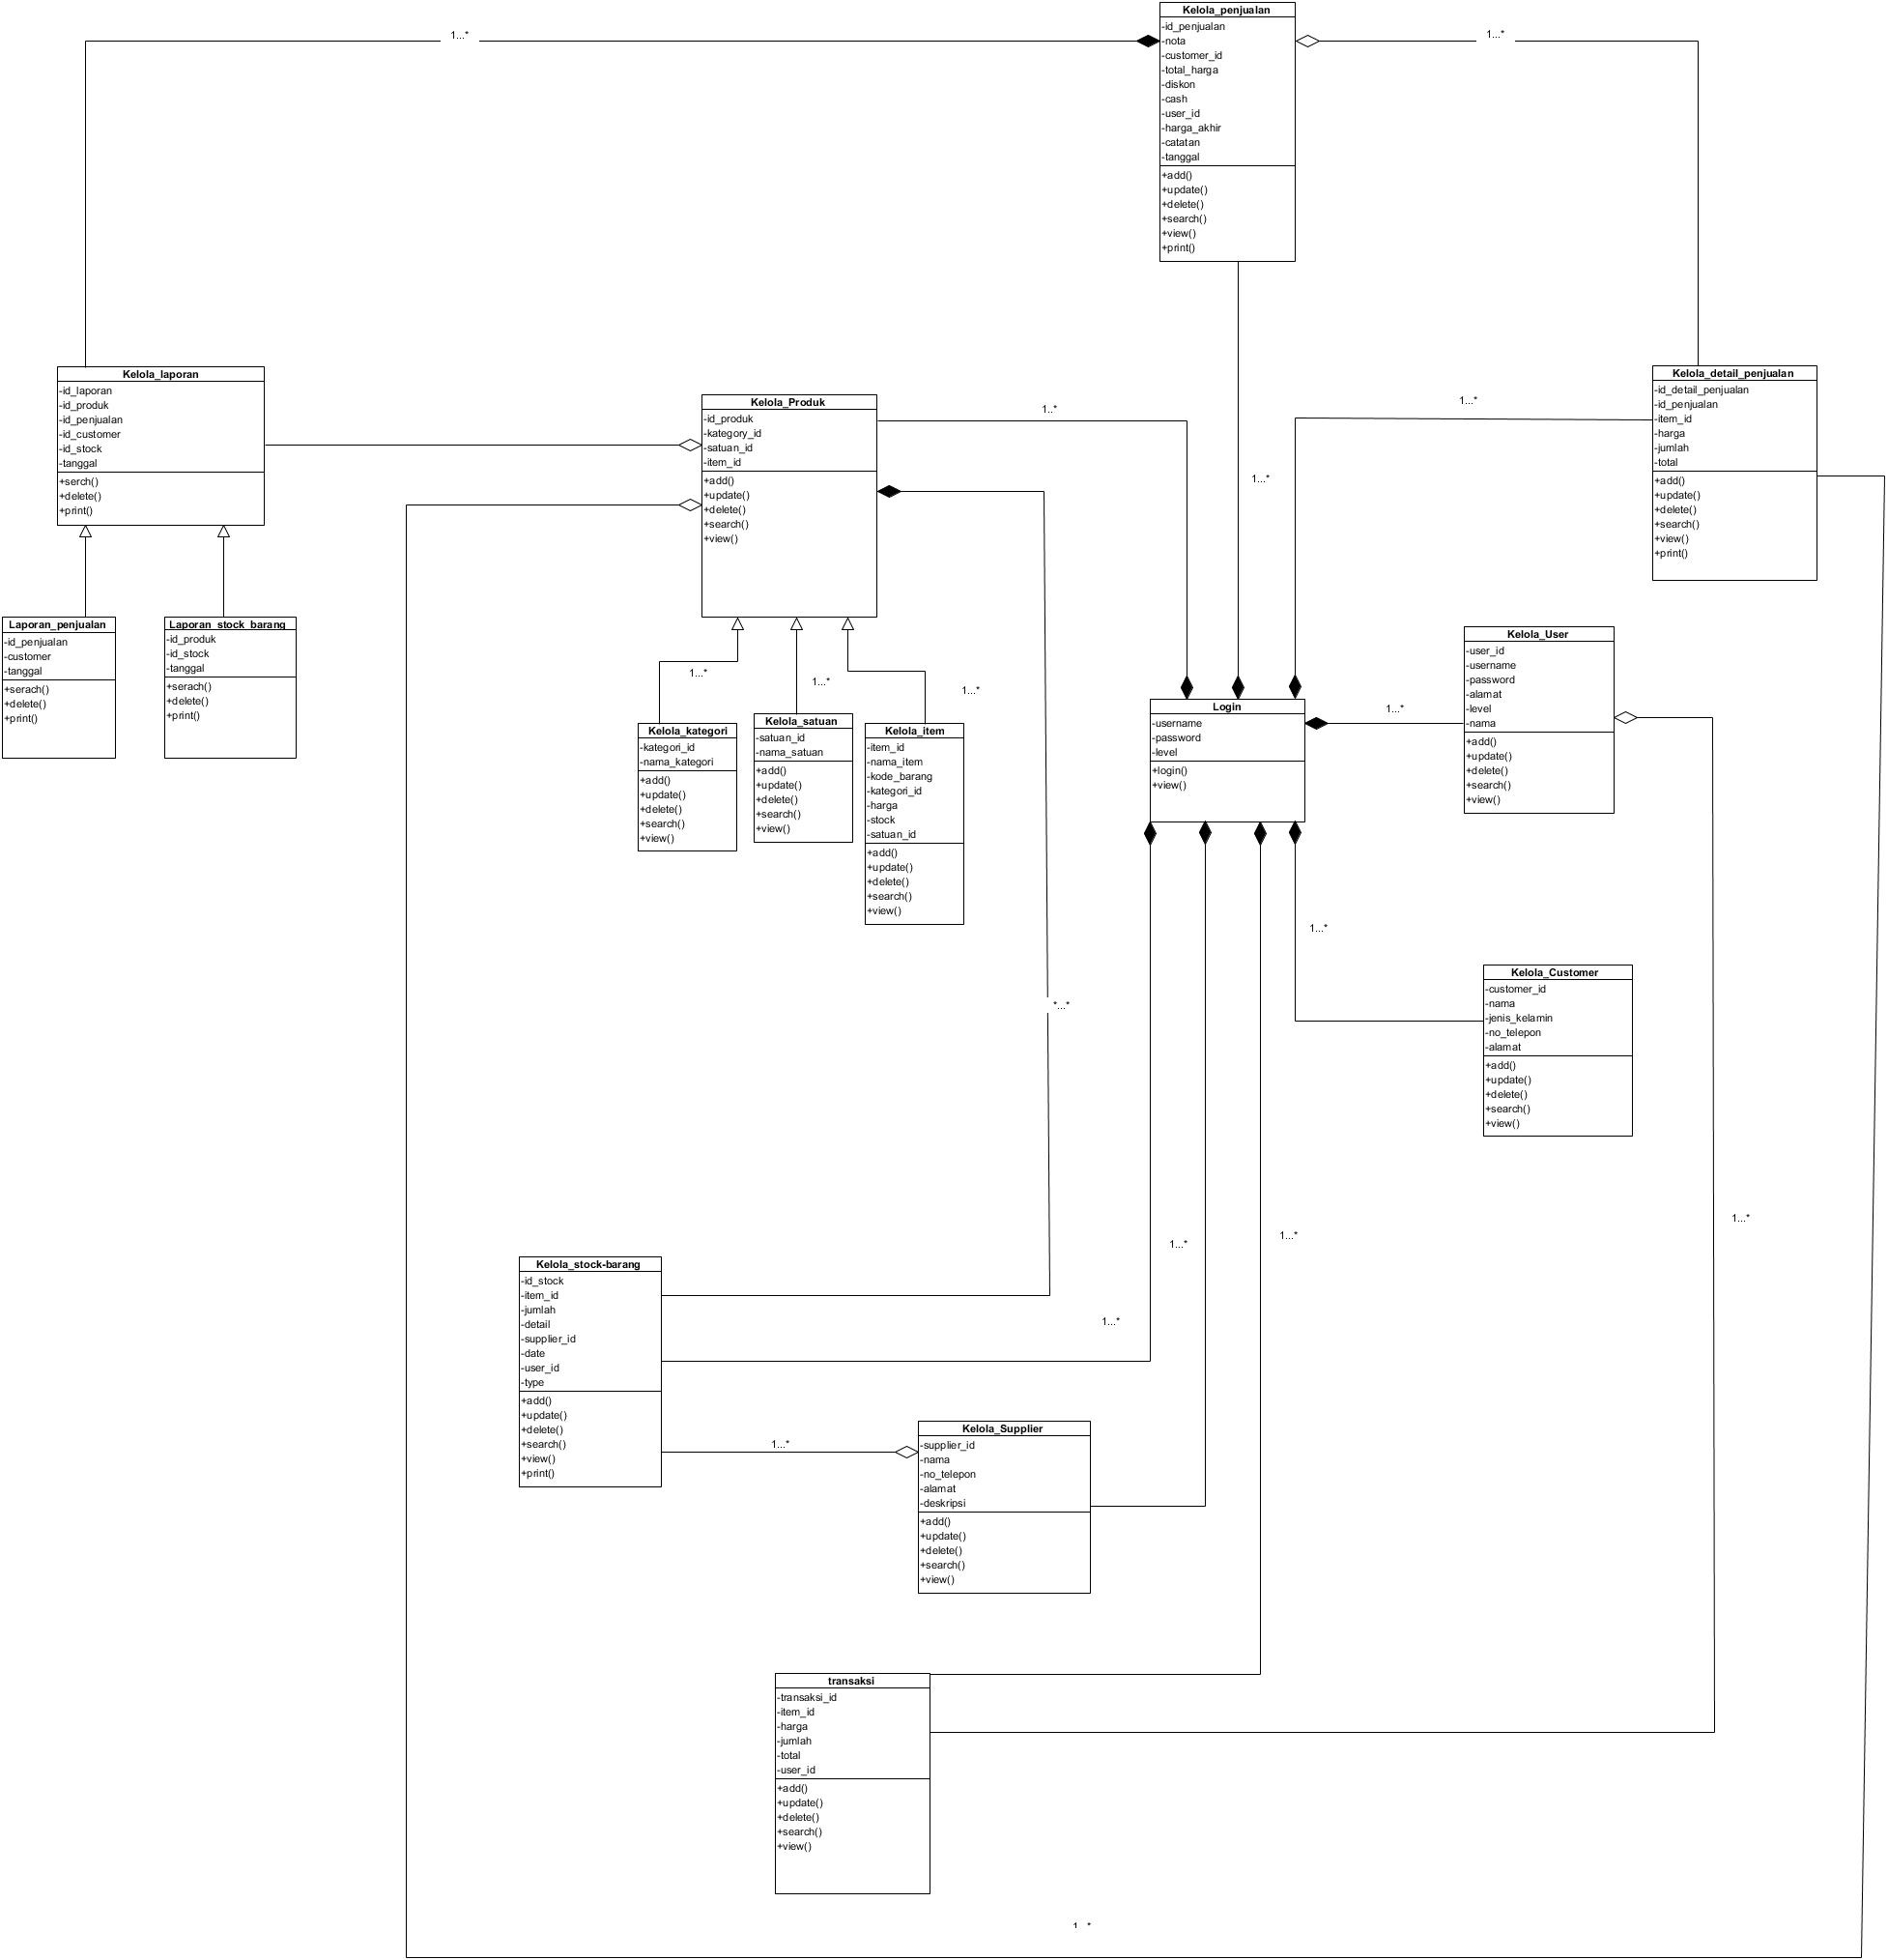 Kelola_penjualan
-id_penjualan
-nota
-customer_id
-total_harga
-diskon
-cash
-user_id
-harga_akhir
-catatan
-tanggal
+add()
+update()
+delete()
+search()
+view()
+print()
1...*
1...*
Kelola_laporan
-id_laporan
-id_produk
-id_penjualan
-id_customer
-id_stock
-tanggal
+serch()
+delete()
+print()
Kelola_Produk
-id_produk
-kategory_id
-satuan_id
-item_id
+add()
+update()
+delete()
+search()
+view()
1..*
1...*
1...*
Kelola_detail_penjualan
-id_detail_penjualan
-id_penjualan
-item_id
-harga
-jumlah
-total
+add()
+update()
+delete()
+search()
+view()
+print()
Laporan_penjualan
-id_penjualan
-customer
-tanggal
+serach()
+delete()
+print()
Laporan_stock_barang
-id_produk
-id_stock
-tanggal
+serach()
+delete()
+print()
1...*
1...*
1...*
Kelola_kategori
-kategori_id
-nama_kategori
+add()
+update()
+delete()
+search()
+view()
Kelola_satuan
-satuan_id
-nama_satuan
+add()
+update()
+delete()
+search()
+view()
Kelola_item
-item_id
-nama_item
-kode_barang
-kategori_id
-harga
-stock
-satuan_id
+add()
+update()
+delete()
+search()
+view()
Login
-username
-password
-level
+login()
+view()
1...*
Kelola_User
-user_id
-username
-password
-alamat
-level
-nama
+add()
+update()
+delete()
+search()
+view()
1...*
Kelola_Customer
-customer_id
-nama
-jenis_kelamin
-no_telepon
-alamat
+add()
+update()
+delete()
+search()
+view()
*...*
1...*
1...*
1...*
1...*
Kelola_stock-barang
-id_stock
-item_id
-jumlah
-detail
-supplier_id
-date
-user_id
-type
+add()
+update()
+delete()
+search()
+view()
+print()
1...*
Kelola_Supplier
-supplier_id
-nama
-no_telepon
-alamat
-deskripsi
+add()
+update()
+delete()
+search()
+view()
transaksi
-transaksi_id
-item_id
-harga
-jumlah
-total
-user_id
+add()
+update()
+delete()
+search()
+view()
1...*